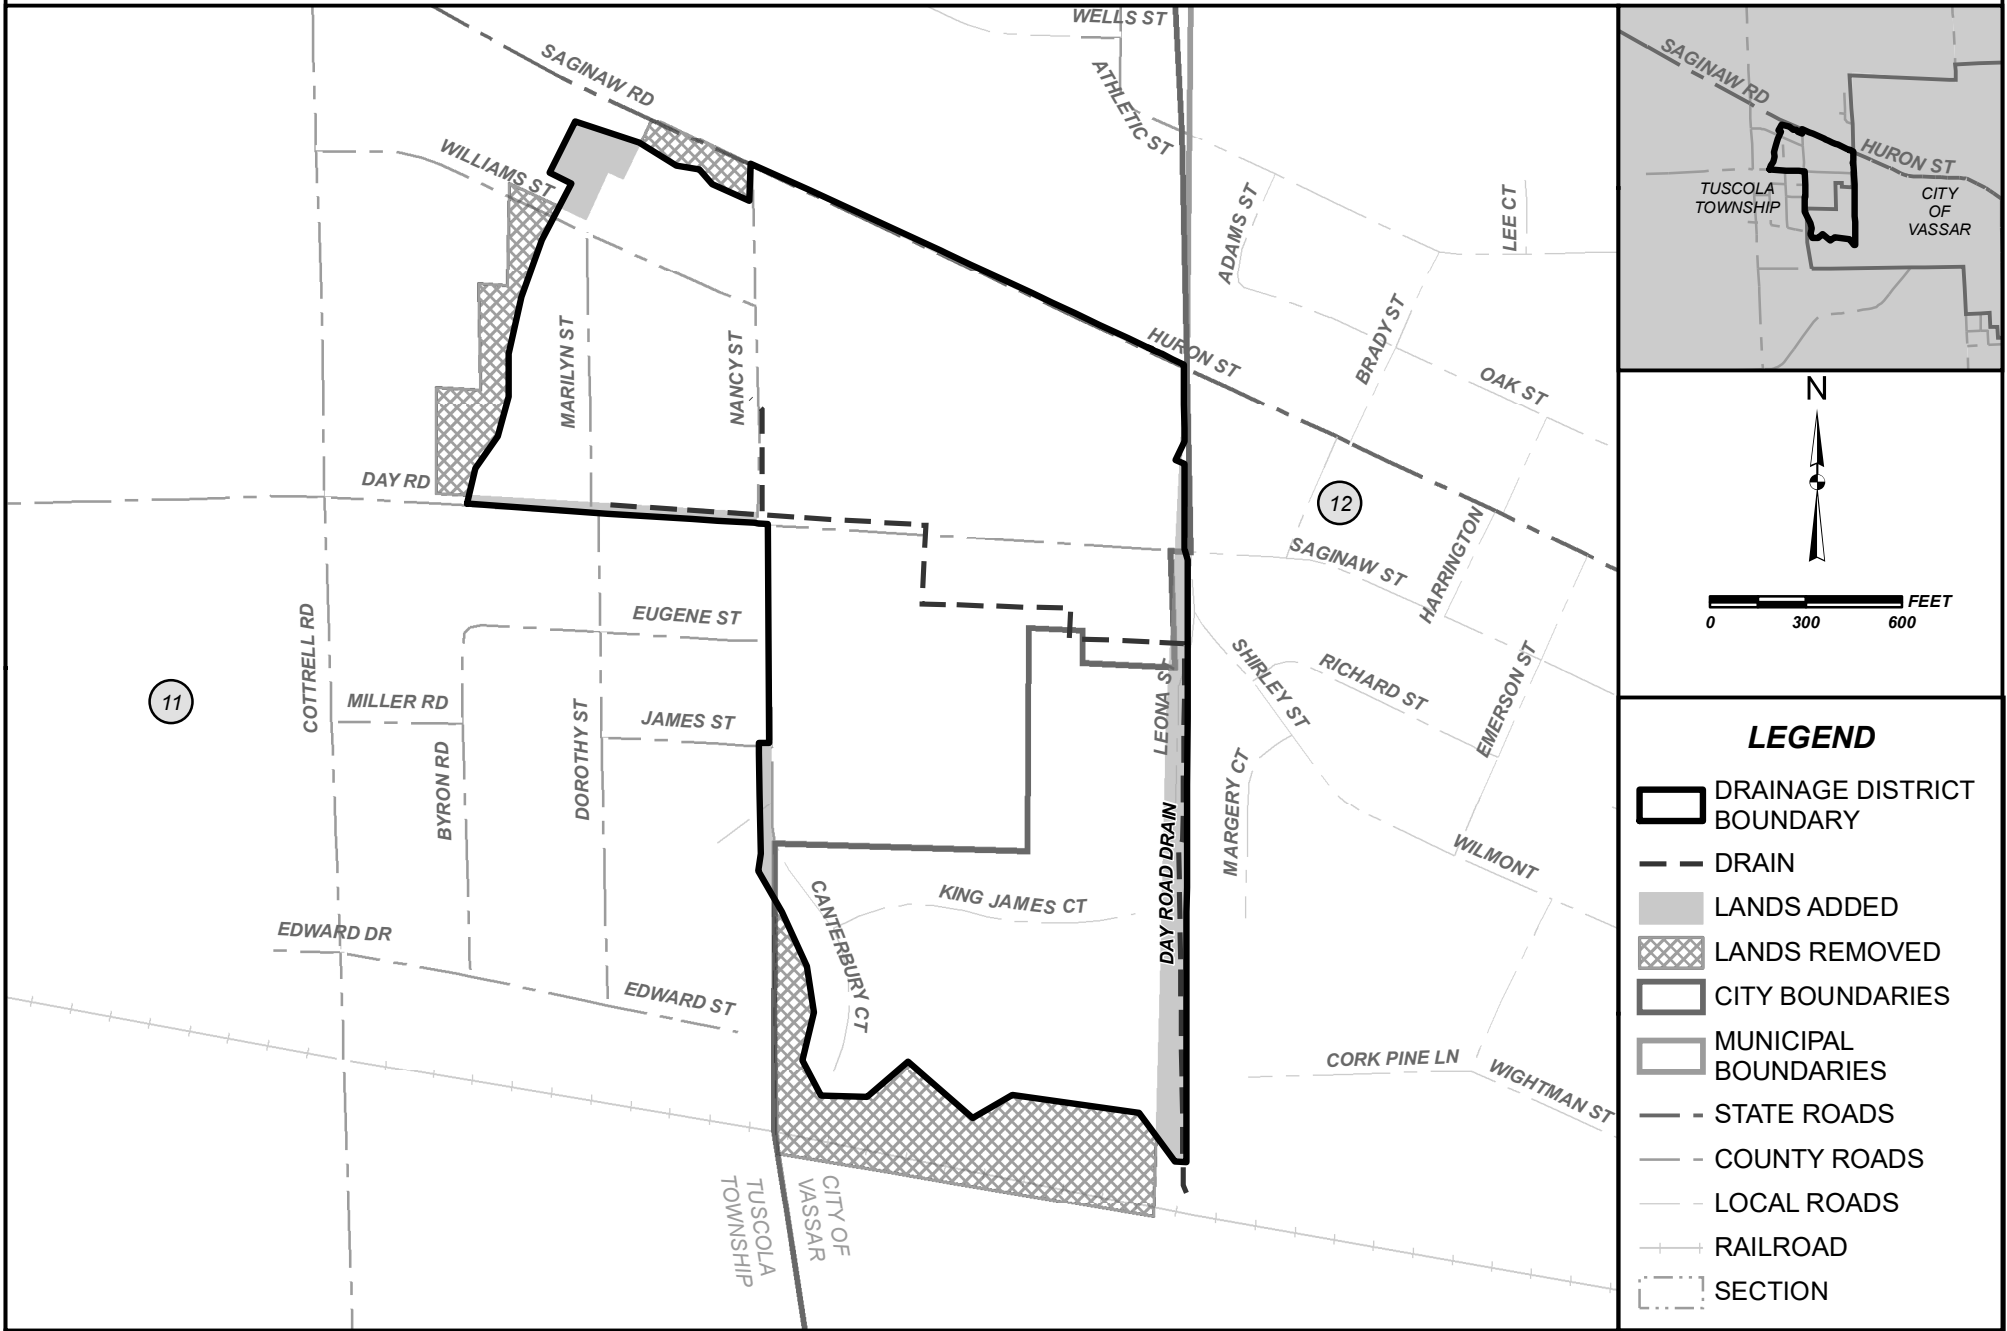 WELLS ST
SAGINAW RD
ATHLETIC ST
WILLIAMS ST
ADAMS ST
LEE CT
MARILYN ST
NANCY ST
HURON ST
BRADY ST
OAK ST
DAY RD
12
SAGINAW ST
HARRINGTON
COTTRELL RD
EUGENE ST
SHIRLEY ST
RICHARD ST
EMERSON ST
11
MILLER RD
JAMES ST
LEONA ST
BYRON RD
DOROTHY ST
MARGERY CT
DAY ROAD DRAIN
WILMONT
CANTERBURY CT
KING JAMES CT
EDWARD DR
EDWARD ST
CORK PINE LN
WIGHTMAN ST
TUSCOLA
TOWNSHIP
CITY OF
VASSAR
SAGINAW RD
HURON ST
TUSCOLA
TOWNSHIP
CITY
OF
VASSAR
N
FEET
0 300 600
LEGEND
DRAINAGE DISTRICT
BOUNDARY
DRAIN
LANDS ADDED
LANDS REMOVED
CITY BOUNDARIES
MUNICIPAL
BOUNDARIES
STATE ROADS
COUNTY ROADS
LOCAL ROADS
RAILROAD
SECTION